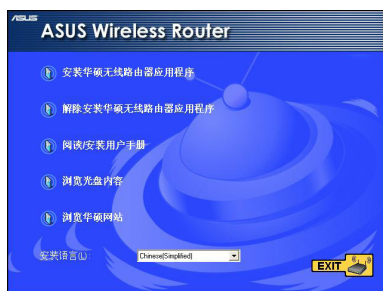 ASUS
ASUS Wireless Router
安装华硕无线路由器应用程序
解除安装华硕无线路由器应用程序
阅读/安装用户手册
浏览光盘内容
浏览华硕网站
安装语言(L):
Chinese(Simplified)
EXIT